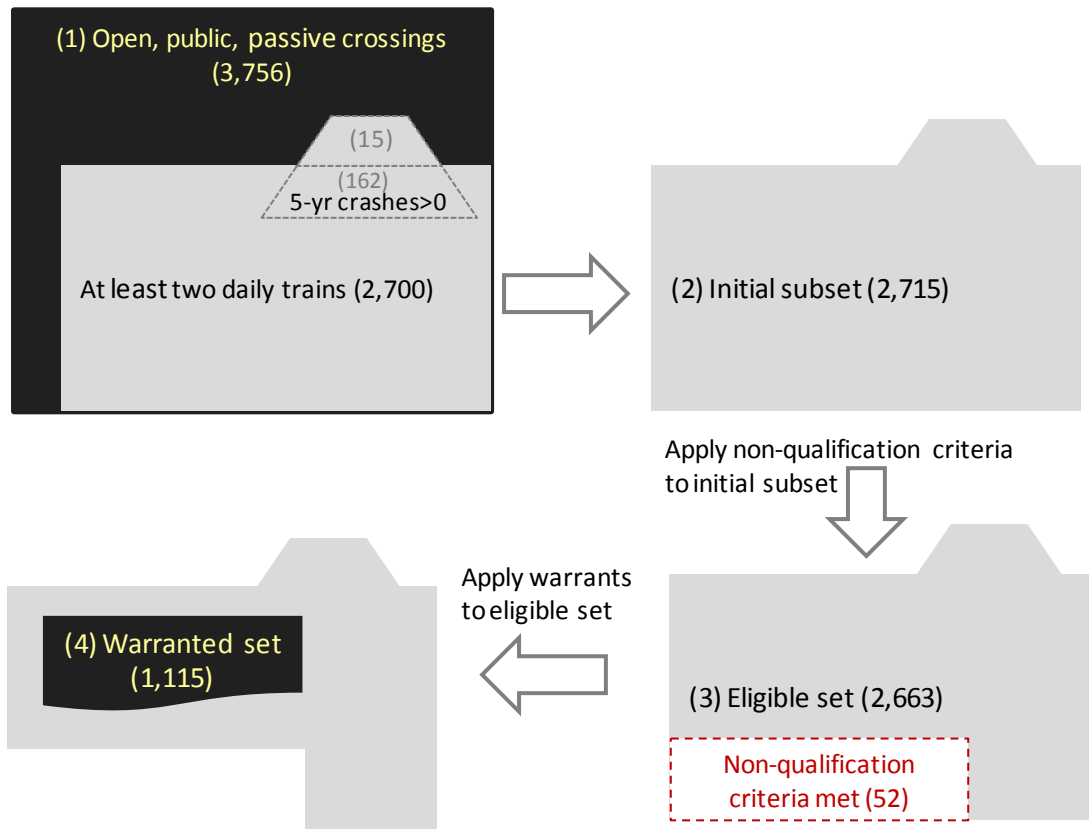 (1) Open, public, passive crossings
(3,756)
(15)
(162)
5-yr crashes>0
At least two daily trains (2,700)
(2) Initial subset (2,715)
Apply non-qualification criteria
to initial subset
(3) Eligible set (2,663)
Non-qualification
criteria met (52)
Apply warrants
to eligible set
(4) Warranted set
(1,115)